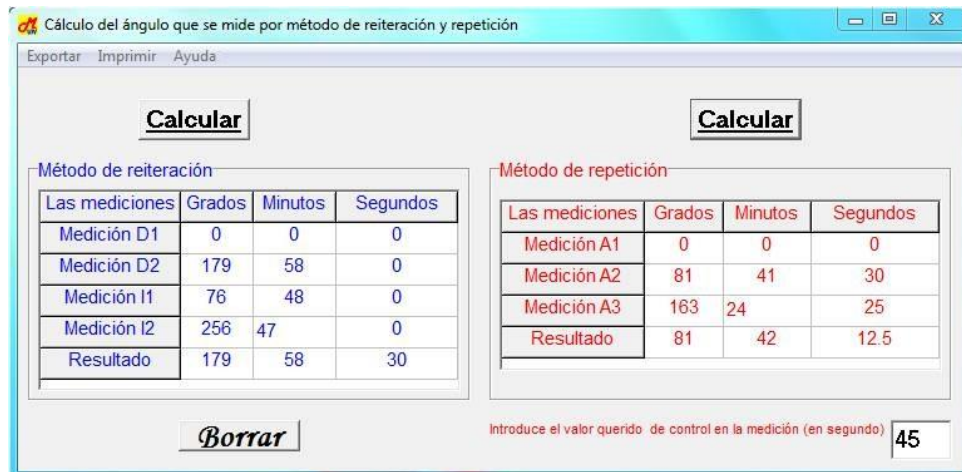 Cálculo del ángulo que se mide por método de reiteración y repetición
Exportar Imprimir Ayuda
Calcular
Método de reiteración
Las mediciones Grados Minutos Segundos
Medición D1 0 0 0
Medición D2 179 58 0
Medición I1 76 48 0
Medición I2 256 47 0
Resultado 179 58 30
Borrar
Calcular
Método de repetición
Las mediciones Grados Minutos Segundos
Medición A1 0 0 0
Medición A2 81 41 30
Medición A3 163 24 25
Resultado 81 42 12.5
Introduce el valor querido de control en la medición (en segundo) 45